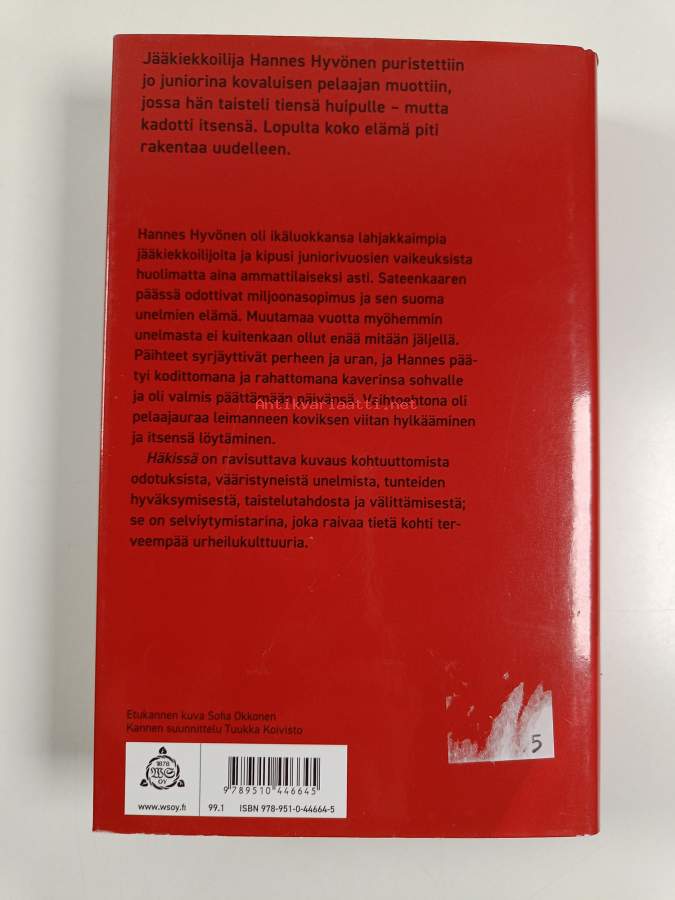 Jääkiekkoilija Hannes Hyvönen puristettiin
jo juniorina kovaluisen pelaajan muottiin,
jossa hän taisteli tiensä huipulle – mutta
kadotti itsensä. Lopulta koko elämä piti
rakentaa uudelleen.
Hannes Hyvönen oli ikäluokkansa lahjakkaimpia
jääkiekkoilijoita ja kipusi juniorivuosien vaikeuksista
huolimatta aina ammattilaiseksi asti. Sateenkaaren
päässä odottivat miljoonasopimus ja sen suoma
unelmien elämä. Muutamaa vuotta myöhemmin
unelmasta ei kuitenkaan ollut enää mitään jäljellä.
Päihteet syrjäyttivät perheen ja uran, ja Hannes pää-
tyi kodittomana ja rahattomana kaverinsa sohvalle
ja oli valmis päättämään päivänsä. Vaihtoehtona oli
Antikvariaatti.net
pelaajauraa leimanneen koviksen viitan hylkääminen
ja itsensä löytäminen.
Häkissä on ravisuttava kuvaus kohtuuttomista
odotuksista, vääristyneistä unelmista, tunteiden
hyväksymisestä, taistelutahdosta ja välittämisestä;
se on selviytymistarina, joka raivaa tietä kohti ter-
veempää urheilukulttuuria.
5
Etukannen kuva Sofia Okkonen
Kannen suunnittelu Tuukka Koivisto
1878
WS
OY
9 789510 446645
www.wsoy.fi
99.1
ISBN 978-951-0-44664-5